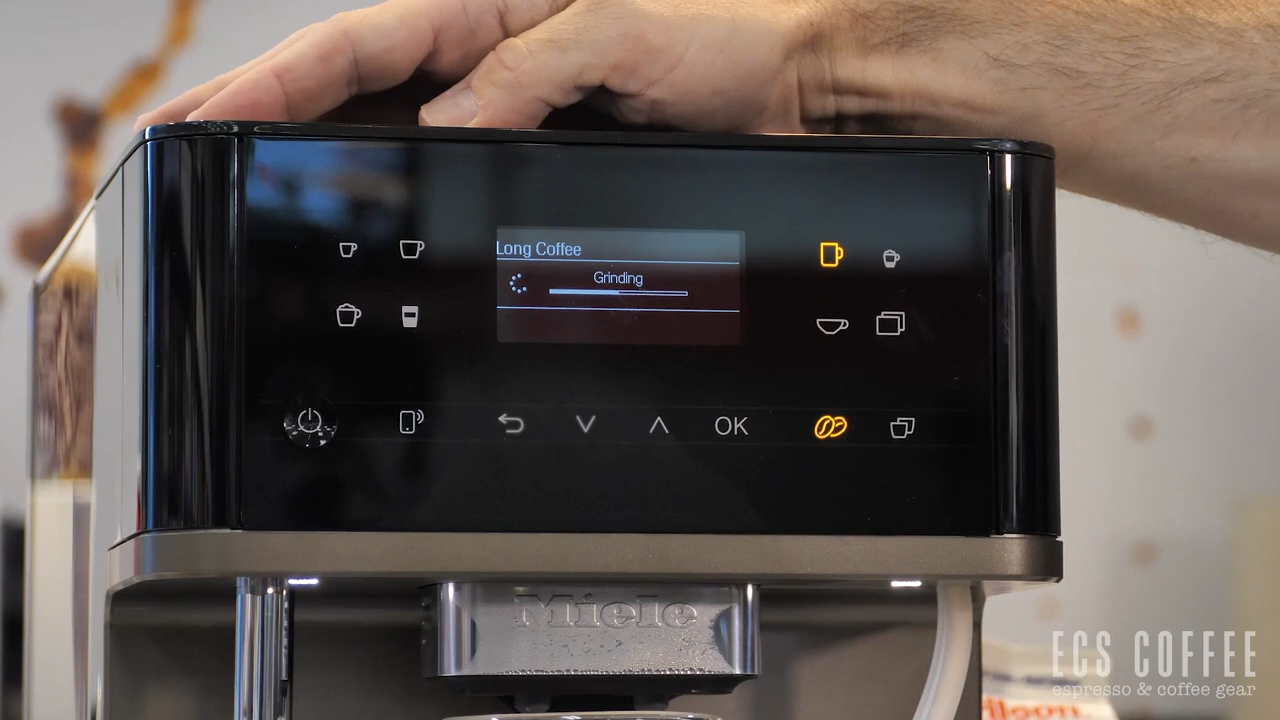 Long Coffee
Grinding
OK
Miele
ECS COFFEE
espresso & coffee gear